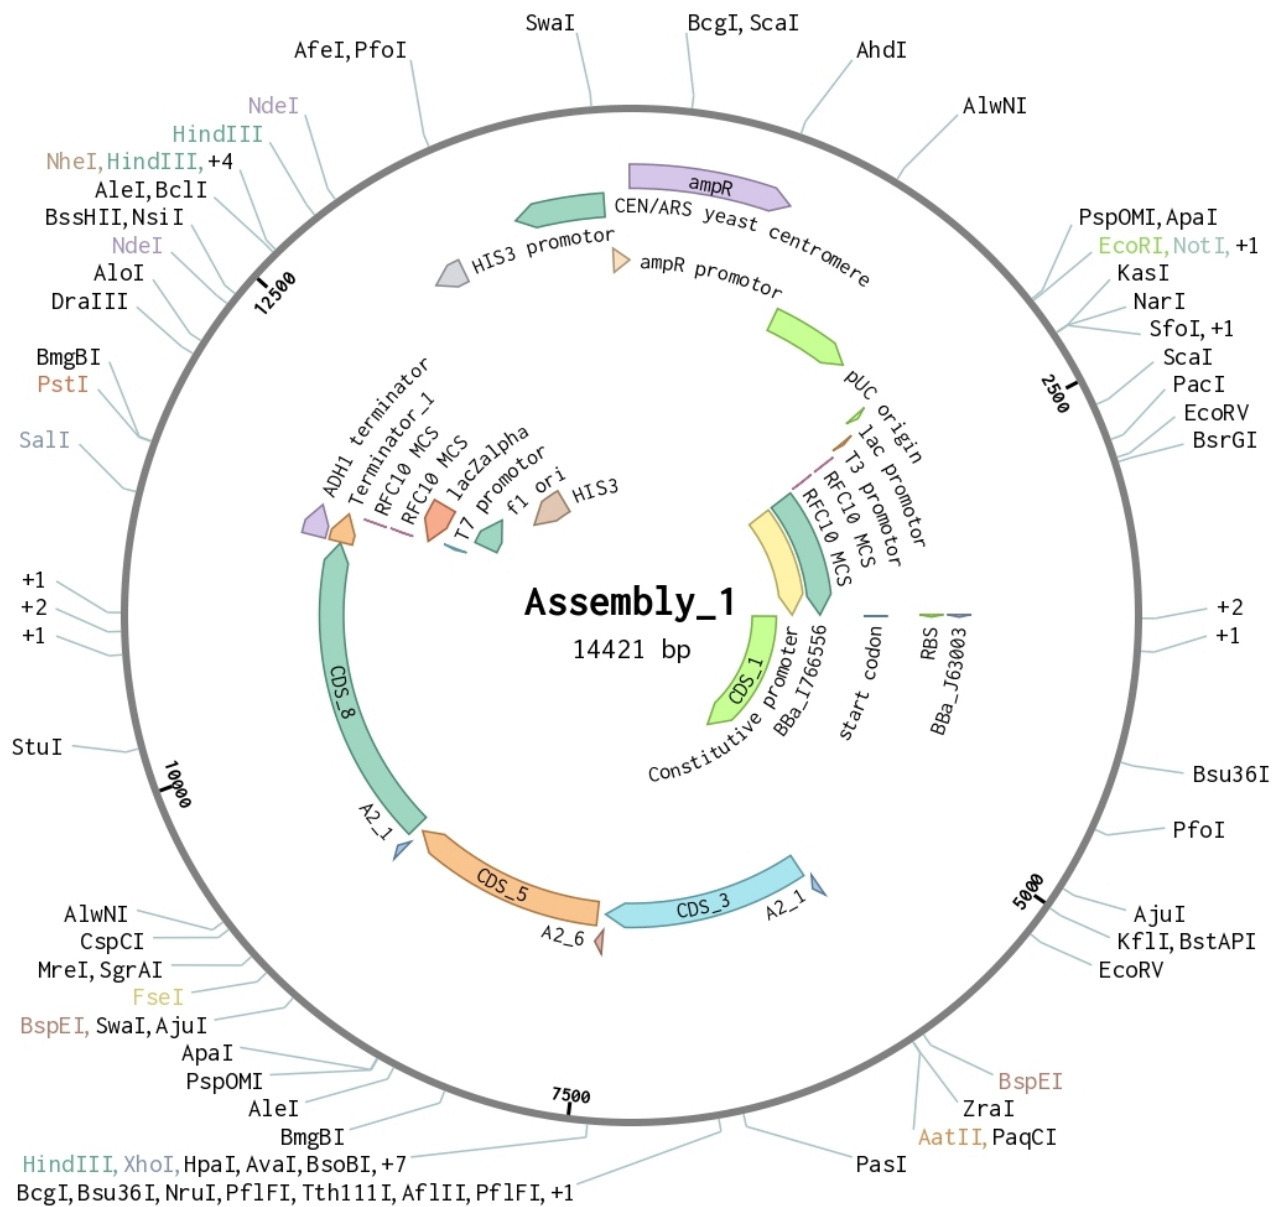 SwaI
BcgI, ScaI
AfeI, PfoI
AhdI
NdeI
AlwNI
HindIII
NheI, HindIII, +4
AleI, BclI
BssHII, NsiI
NdeI
AloI
DraIII
BmgBI
PstI
SalI
+1
+2
+1
StuI
AlwNI
CspCI
MreI, SgrAI
FseI
BspEI, SwaI, AjuI
ApaI
PspOMI
AleI
BmgBI
HindIII, XhoI, HpaI, AvaI, BsoBI, +7
BcgI, Bsu36I, NruI, PflFI, Tth111I, AflII, PflFI, +1
PspOMI, ApaI
EcoRI, NotI, +1
KasI
NarI
SfoI, +1
ScaI
PacI
EcoRV
BsrGI
+2
+1
Bsu36I
PfoI
AjuI
KflI, BstAPI
EcoRV
BspEI
ZraI
AatII, PaqCI
PasI
2500
5000
7500
10000
12500
ampR
CEN/ARS yeast centromere
HIS3 promotor
ampR promotor
pUC origin
lac promotor
T3 promotor
RFC10 MCS
RFC10 MCS
ADH1 terminator
Terminator_1
RFC10 MCS
RFC10 MCS
lacZalpha
T7 promotor
f1 ori
HIS3
Assembly_1
14421 bp
CDS_1
Constitutive promoter
BBa_I766556
start codon
RBS
BBa_J63003
CDS_8
A2_1
CDS_5
A2_6
CDS_3
A2_1